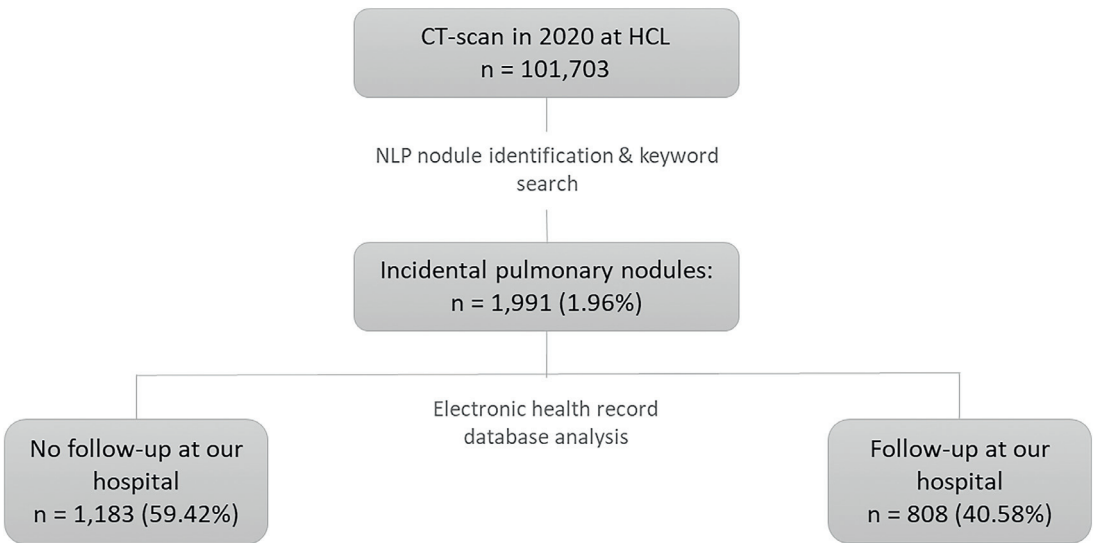 CT-scan in 2020 at HCL
n = 101,703
NLP nodule identification & keyword
search
Incidental pulmonary nodules:
n = 1,991 (1.96%)
Electronic health record
database analysis
No follow-up at our
hospital
n = 1,183 (59.42%)
Follow-up at our
hospital
n = 808 (40.58%)